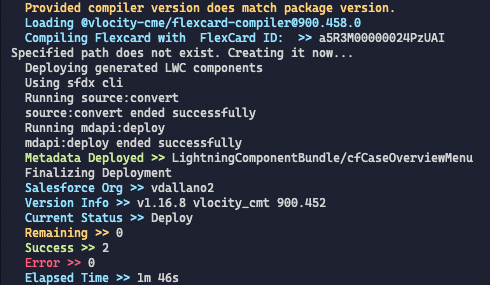 Provided compiler version does match package version.
Loading @vlocity-cme/flexcard-compiler@900.458.0
Compiling Flexcard with  FlexCard ID:  >> a5R3M00000024PzUAI
Specified path does not exist. Creating it now...
Deploying generated LWC components
Using sfdx cli
Running source:convert
source:convert ended successfully
Running mdapi:deploy
mdapi:deploy ended successfully
Metadata Deployed >> LightningComponentBundle/cfCaseOverviewMenu
Finalizing Deployment
Salesforce Org >> vdallano2
Version Info >> v1.16.8 vlocity_cmt 900.452
Current Status >> Deploy
Remaining >> 0
Success >> 2
Error >> 0
Elapsed Time >> 1m 46s